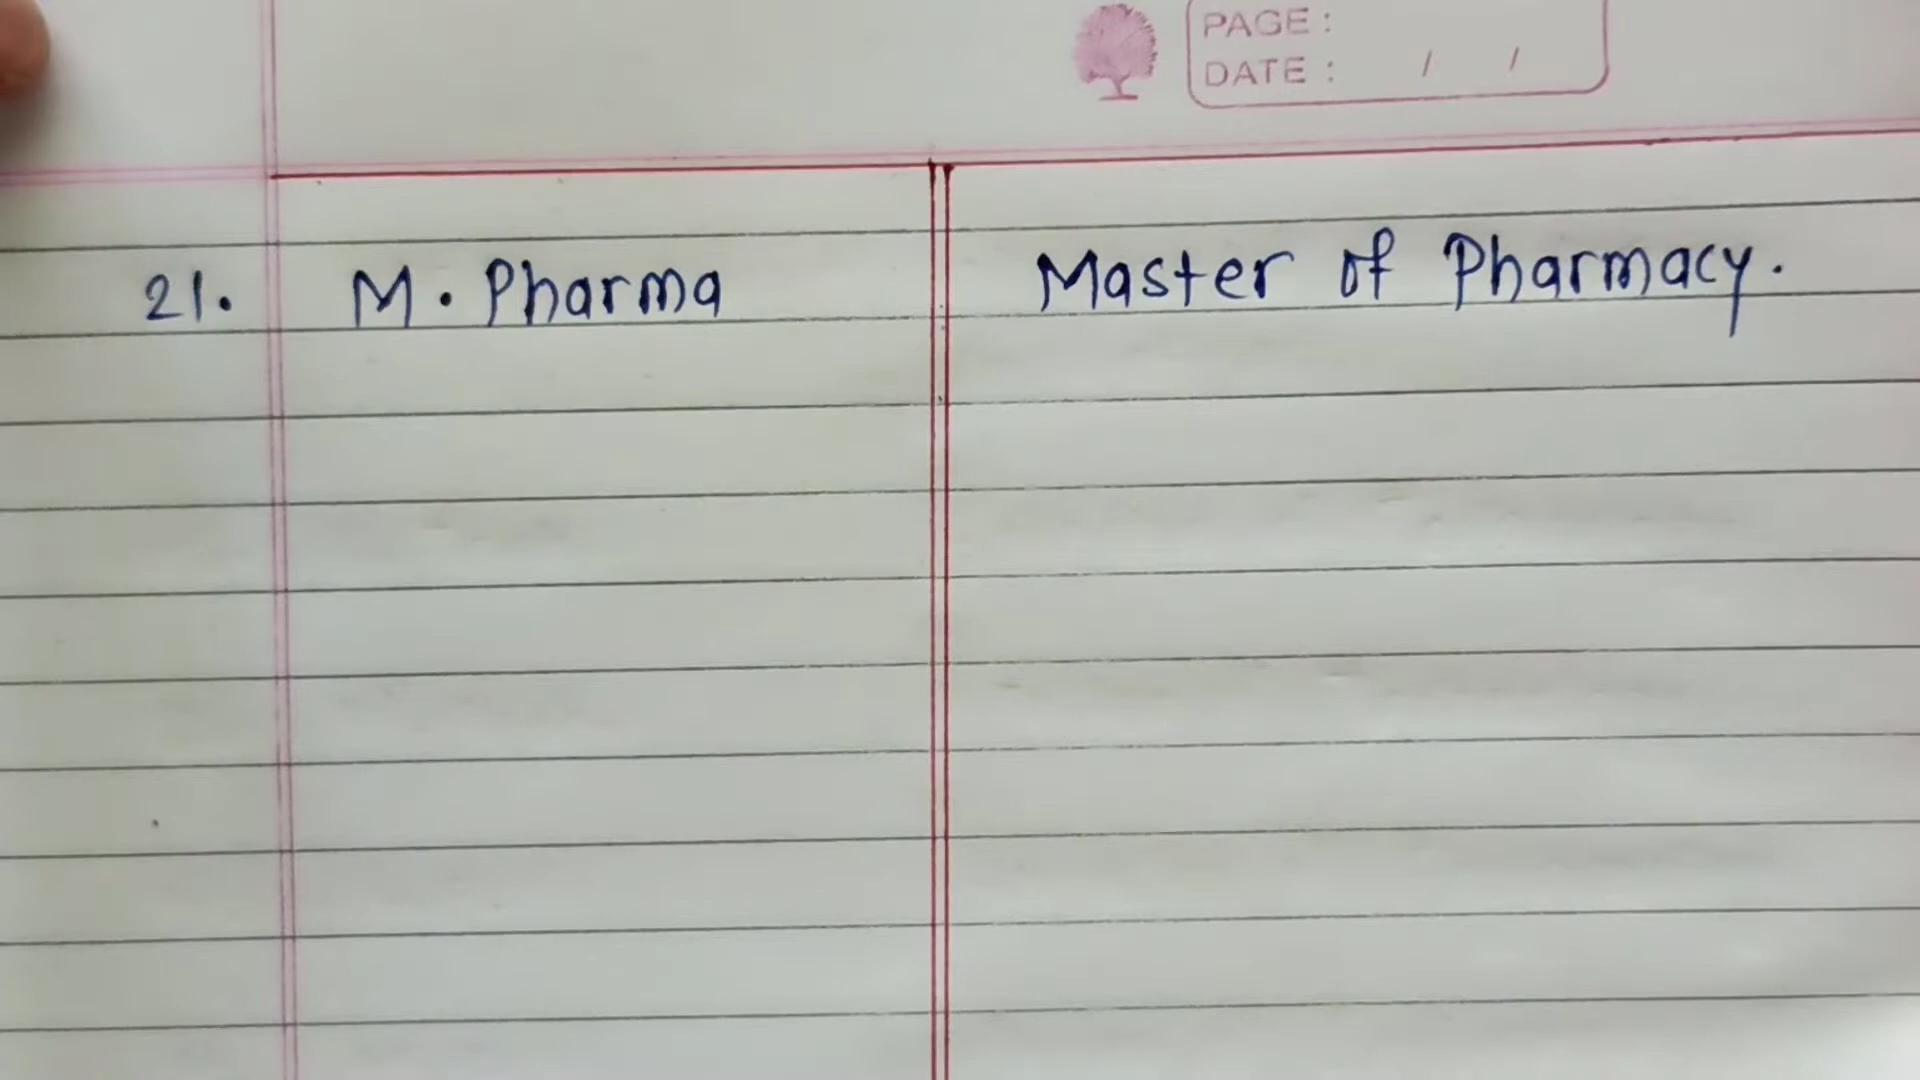 PAGE :
DATE : / /
21. M. Pharma Master of Pharmacy.